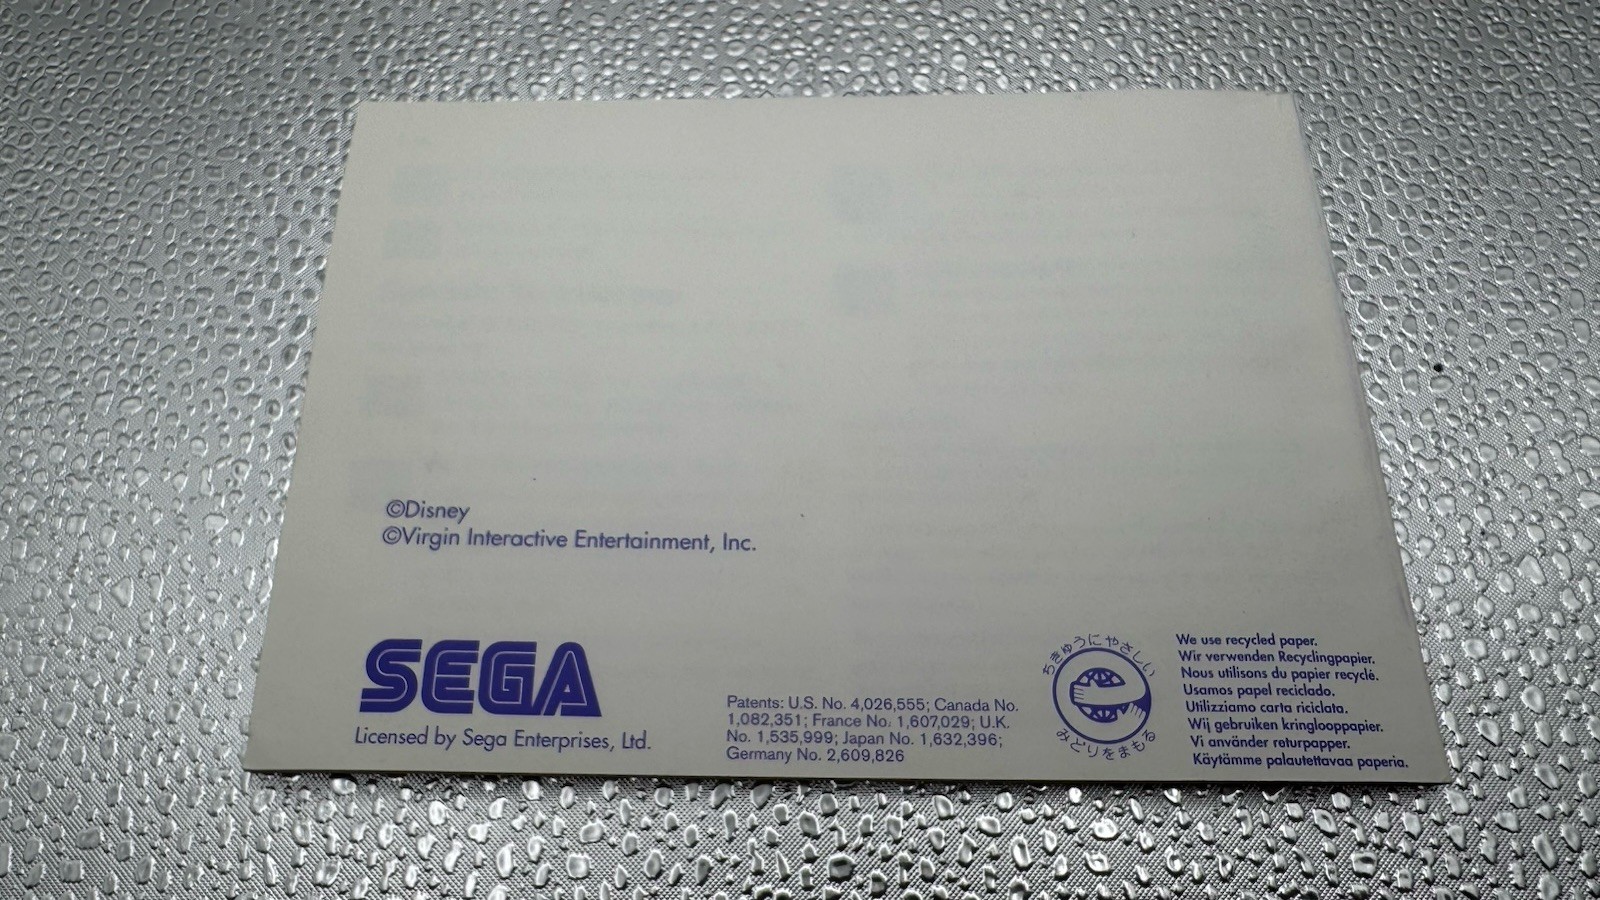 ©Disney
©Virgin Interactive Entertainment, Inc.
SEGA
Licensed by Sega Enterprises, Ltd.
Patents: U.S. No. 4,026,555; Canada No.
1,082,351; France No. 1,607,029; U.K.
No. 1,535,999; Japan No. 1,632,396;
Germany No. 2,609,826
ちきゅうにやさしい
みどりをまもる
We use recycled paper.
Wir verwenden Recyclingpapier.
Nous utilisons du papier recyclé.
Usamos papel reciclado.
Utilizziamo carta riciclata.
Wij gebruiken kringlooppapier.
Vi använder returpapper.
Käytämme palautettavaa paperia.